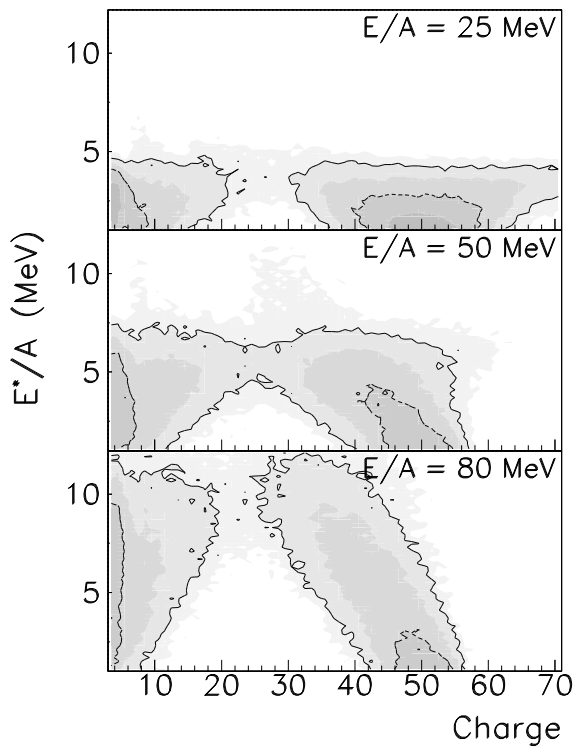 E/A = 25 MeV
10
5
E/A = 50 MeV
10
5
E*/A (MeV)
E/A = 80 MeV
10
5
10 20 30 40 50 60 70
Charge